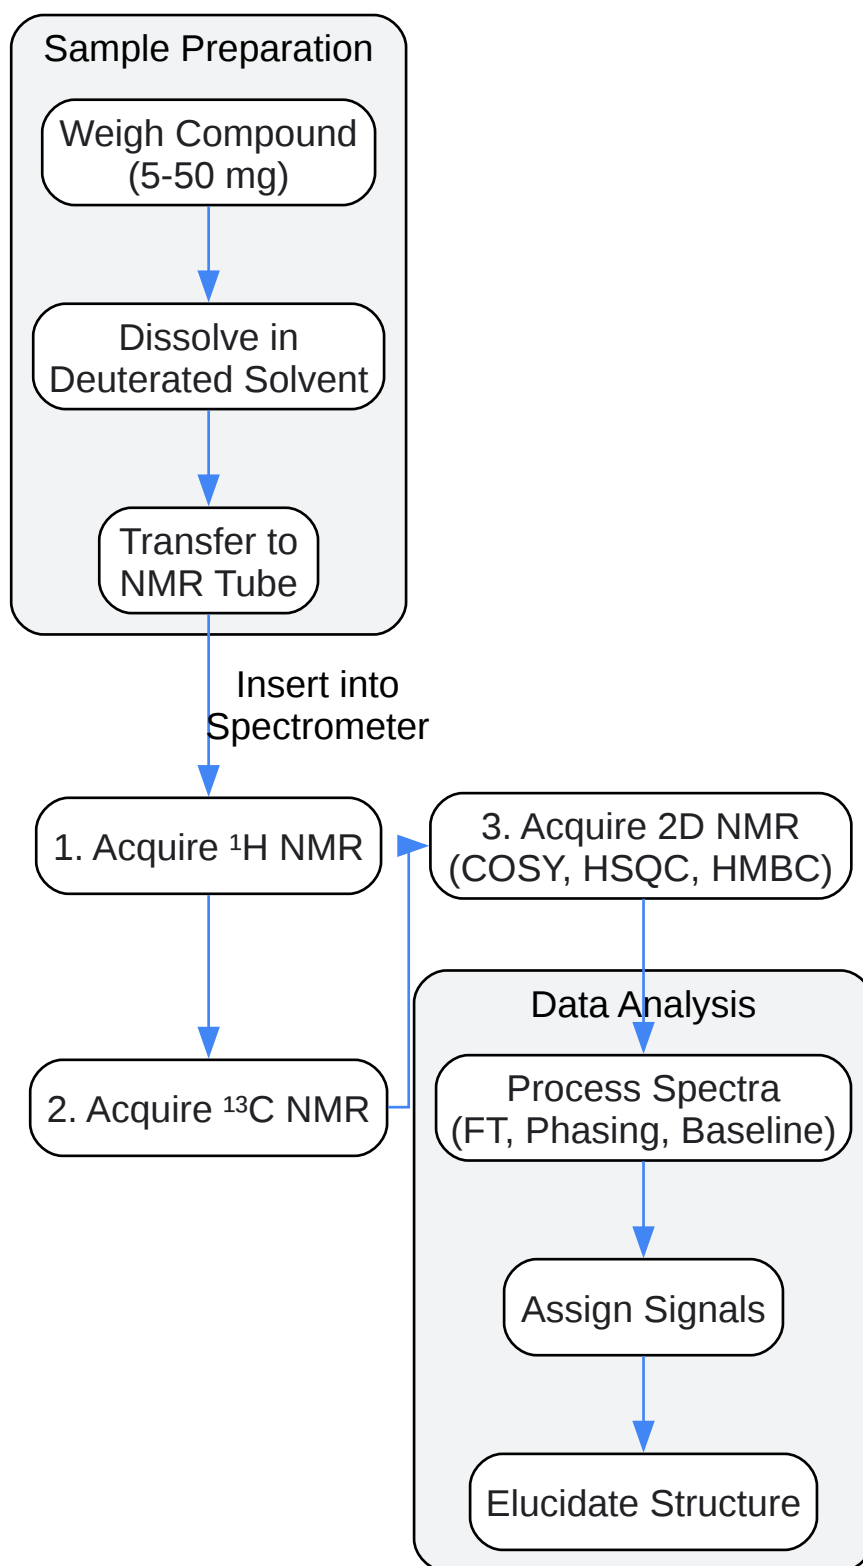 Sample Preparation
Weigh Compound
(5-50 mg)
Dissolve in
Deuterated Solvent
Transfer to
NMR Tube
Insert into
Spectrometer
1. Acquire ¹H NMR
2. Acquire ¹³C NMR
3. Acquire 2D NMR
(COSY, HSQC, HMBC)
Data Analysis
Process Spectra
(FT, Phasing, Baseline)
Assign Signals
Elucidate Structure